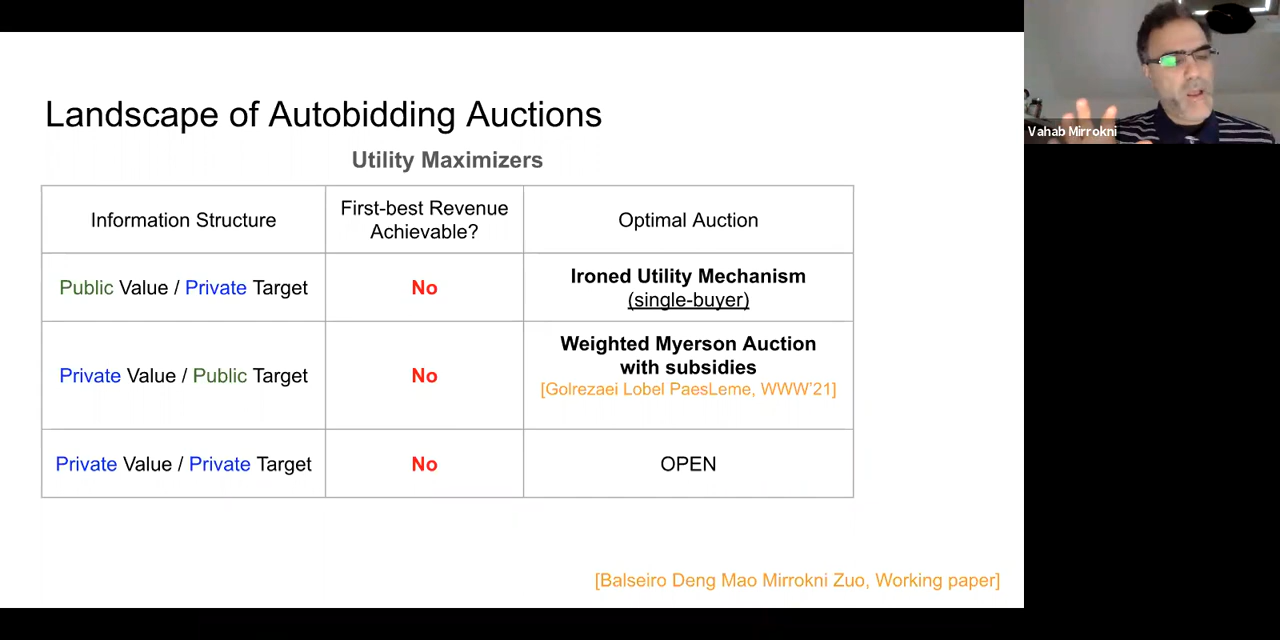 Landscape of Autobidding Auctions
Utility Maximizers
Information Structure
First-best Revenue
Achievable?
Optimal Auction
Public Value / Private Target
No
Ironed Utility Mechanism
(single-buyer)
Private Value / Public Target
No
Weighted Myerson Auction
with subsidies
[Golrezaei Lobel PaesLeme, WWW'21]
Private Value / Private Target
No
OPEN
[Balseiro Deng Mao Mirrokni Zuo, Working paper]
Vahab Mirrokni